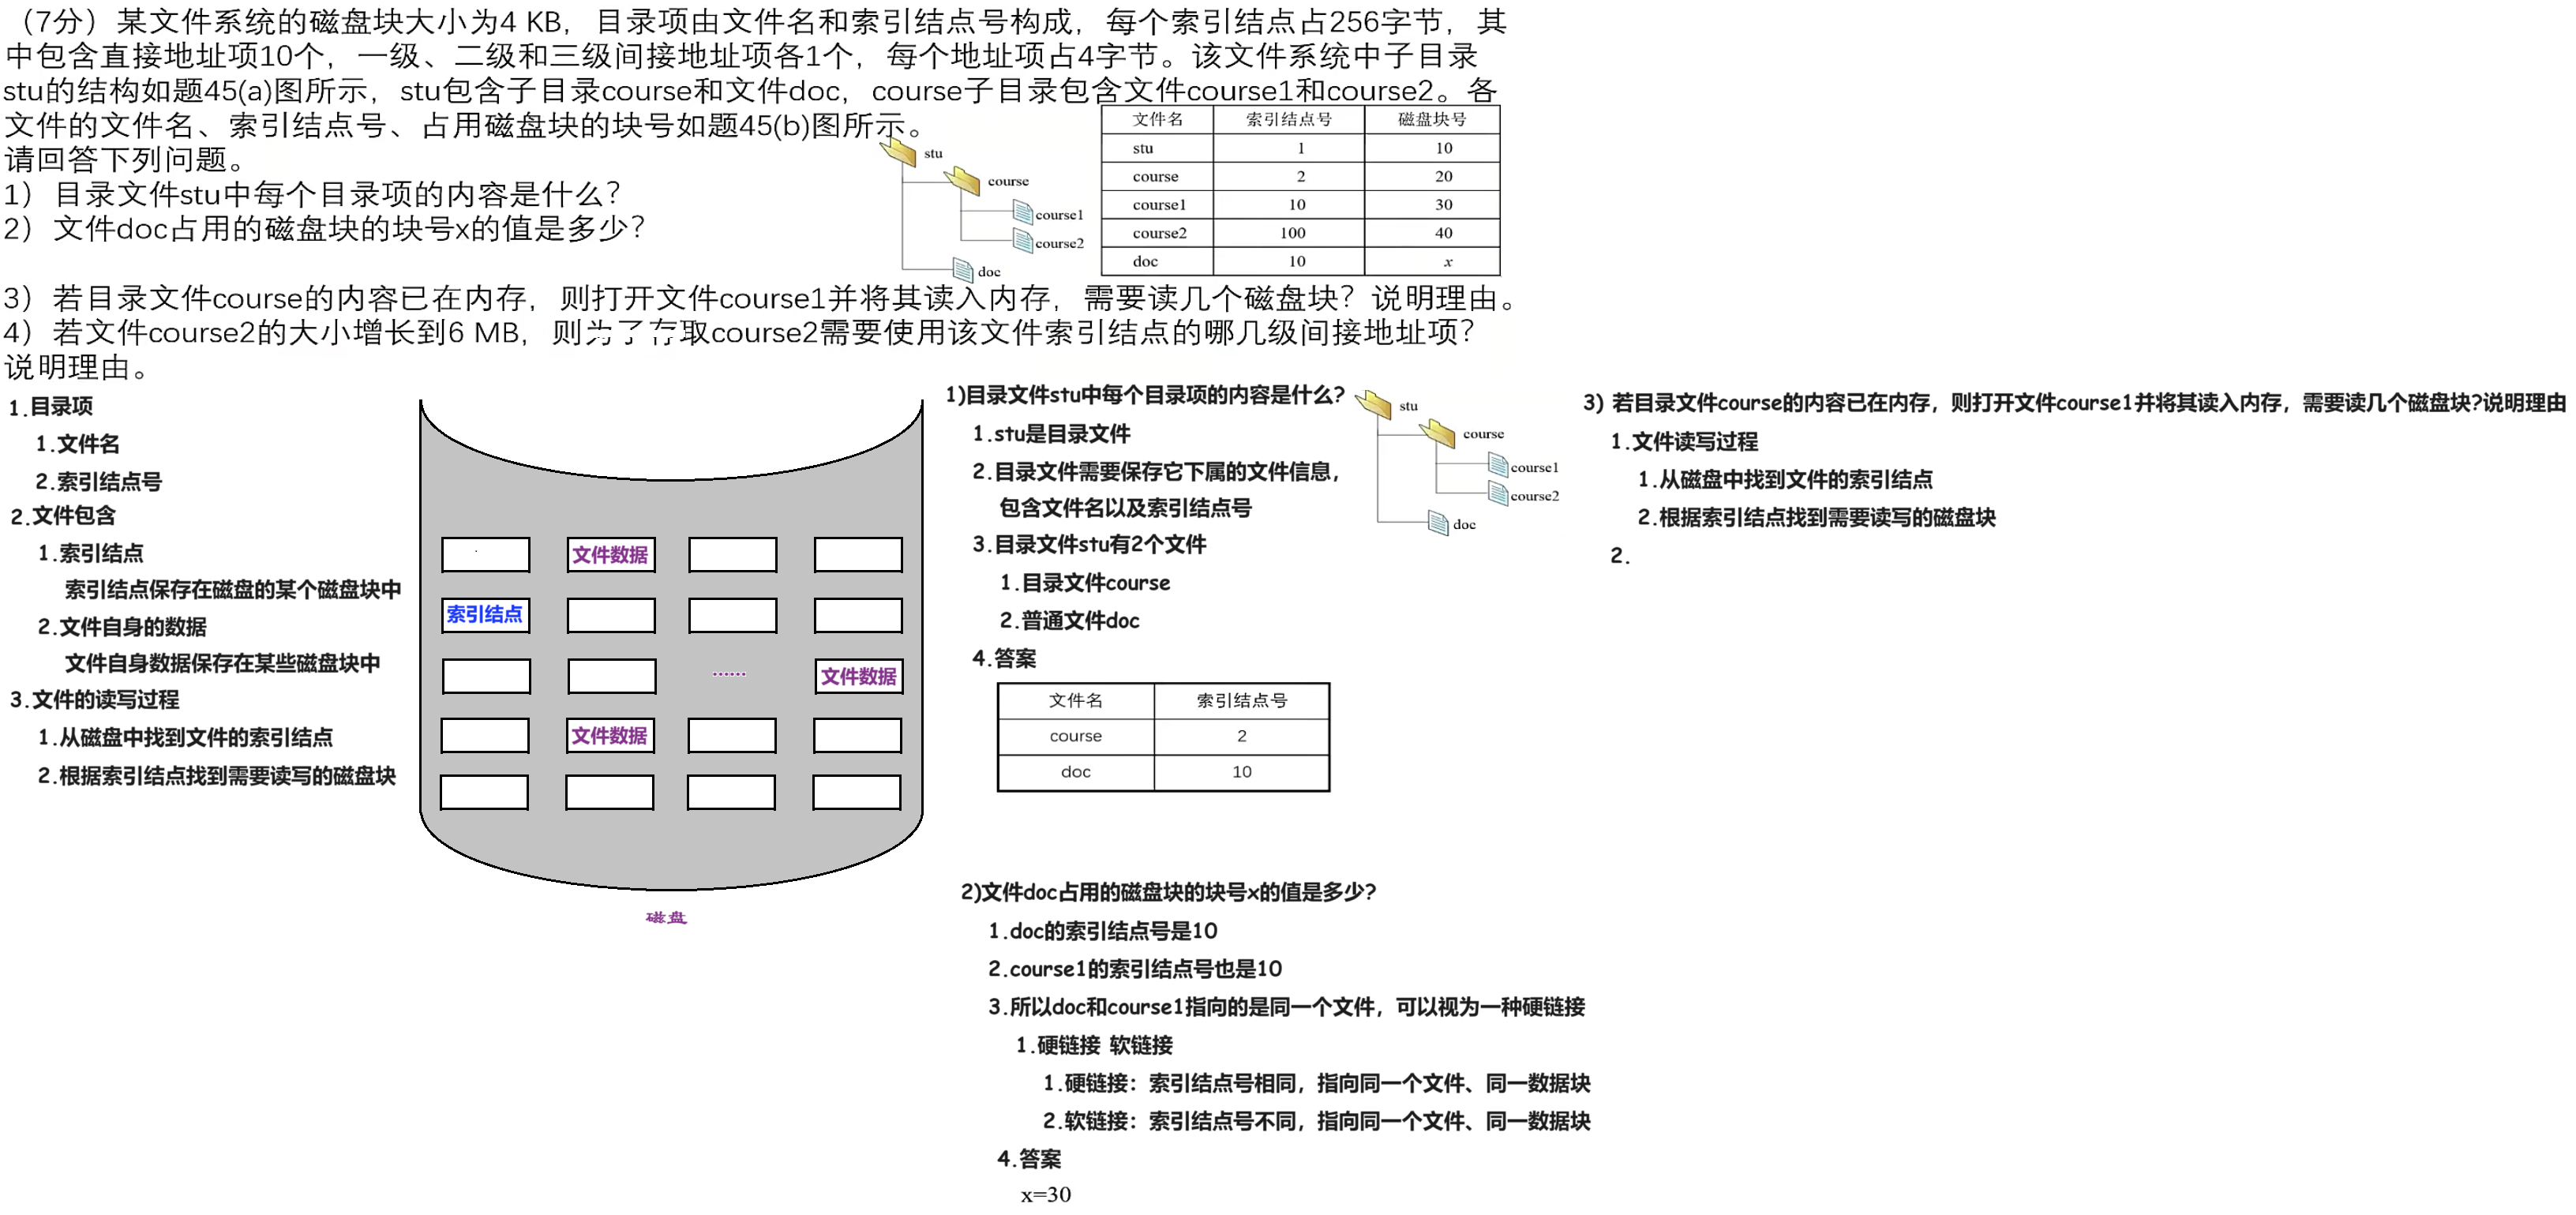 （7分）某文件系统的磁盘块大小为4 KB，目录项由文件名和索引结点号构成，每个索引结点占256字节，其
中包含直接地址项10个，一级、二级和三级间接地址项各1个，每个地址项占4字节。该文件系统中子目录
stu的结构如题45(a)图所示，stu包含子目录course和文件doc，course子目录包含文件course1和course2。各
文件的文件名、索引结点号、占用磁盘块的块号如题45(b)图所示。
请回答下列问题。
1）目录文件stu中每个目录项的内容是什么？
2）文件doc占用的磁盘块的块号x的值是多少？
stu
course
course1
course2
doc
文件名 索引结点号 磁盘块号
stu 1 10
course 2 20
course1 10 30
course2 100 40
doc 10 x
3）若目录文件course的内容已在内存，则打开文件course1并将其读入内存，需要读几个磁盘块？说明理由。
4）若文件course2的大小增长到6 MB，则为了存取course2需要使用该文件索引结点的哪几级间接地址项？
说明理由。
1.目录项
1.文件名
2.索引结点号
2.文件包含
1.索引结点
索引结点保存在磁盘的某个磁盘块中
2.文件自身的数据
文件自身数据保存在某些磁盘块中
3.文件的读写过程
1.从磁盘中找到文件的索引结点
2.根据索引结点找到需要读写的磁盘块
文件数据
索引结点
...... 文件数据
文件数据
磁盘
1)目录文件stu中每个目录项的内容是什么?
1.stu是目录文件
2.目录文件需要保存它下属的文件信息，
包含文件名以及索引结点号
3.目录文件stu有2个文件
1.目录文件course
2.普通文件doc
4.答案
stu
course
course1
course2
doc
文件名 索引结点号
course 2
doc 10
2)文件doc占用的磁盘块的块号x的值是多少?
1.doc的索引结点号是10
2.course1的索引结点号也是10
3.所以doc和course1指向的是同一个文件，可以视为一种硬链接
1.硬链接 软链接
1.硬链接：索引结点号相同，指向同一个文件、同一数据块
2.软链接：索引结点号不同，指向同一个文件、同一数据块
4.答案
x=30
3) 若目录文件course的内容已在内存，则打开文件course1并将其读入内存，需要读几个磁盘块?说明理由
1.文件读写过程
1.从磁盘中找到文件的索引结点
2.根据索引结点找到需要读写的磁盘块
2.